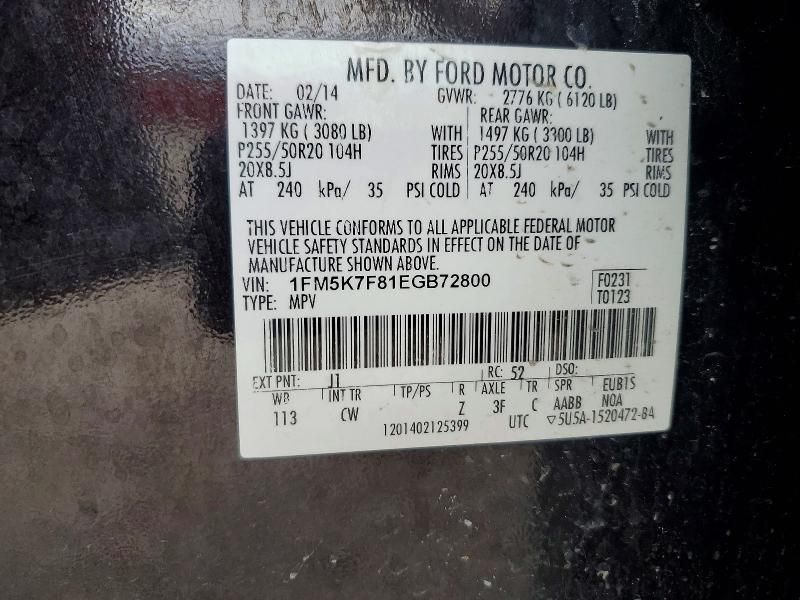 MFD. BY FORD MOTOR CO.
DATE: 02/14 GVWR: 2776 KG ( 6120 LB)
FRONT GAWR: REAR GAWR:
1397 KG ( 3080 LB) WITH 1497 KG ( 3300 LB) WITH
P255/50R20 104H TIRES P255/50R20 104H TIRES
20X8.5J RIMS 20X8.5J RIMS
AT 240 kPa/ 35 PSI COLD AT 240 kPa/ 35 PSI COLD
THIS VEHICLE CONFORMS TO ALL APPLICABLE FEDERAL MOTOR
VEHICLE SAFETY STANDARDS IN EFFECT ON THE DATE OF
MANUFACTURE SHOWN ABOVE.
VIN: 1FM5K7F81EGB72800 F0231
TYPE: MPV T0123
EXT PNT: J1 RC: 52 DSO:
WB INT TR TP/PS R AXLE TR SPR EUB1S
113 CW Z 3F C AABB N0A
1201402125399 UTC ▽5U5A-1520472-BA